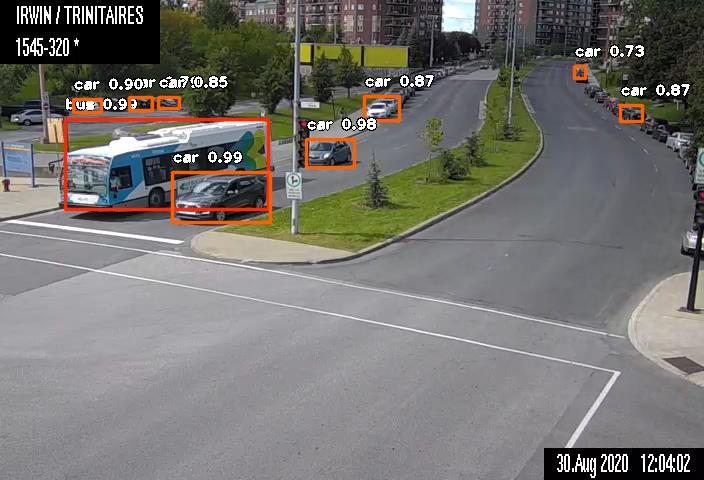 IRWIN / TRINITAIRES
1545-320 *
car 0.73
car 0.90
car 0.85
car 0.87
car 0.87
bus 0.99
car 0.98
car 0.99
30.Aug 2020 12:04:02